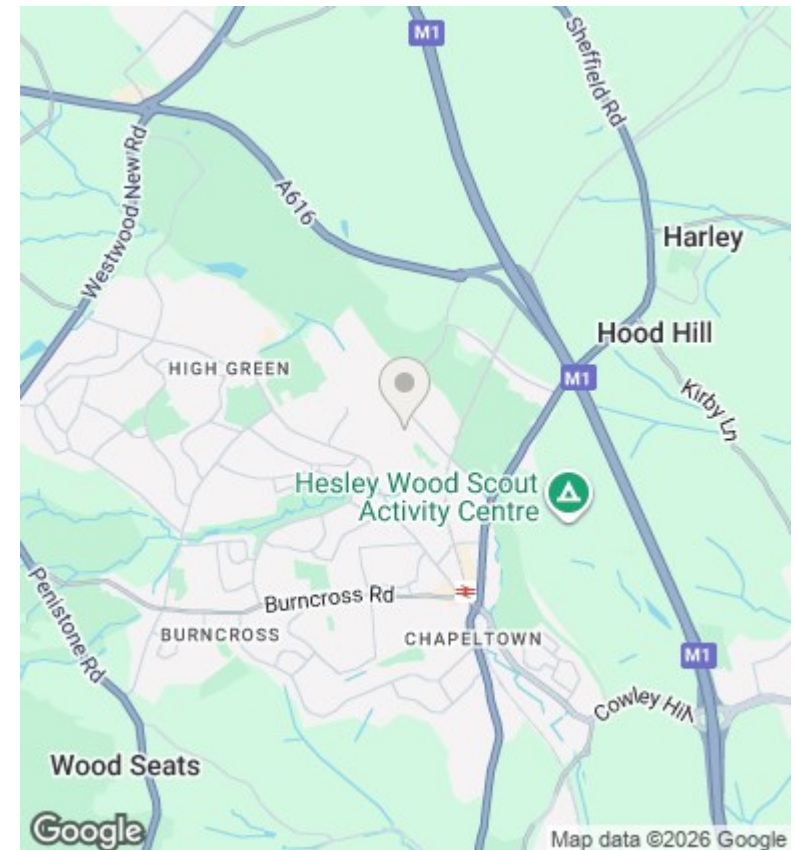 M1
Sheffield Rd
Westwood New Rd
A616
Harley
Hood Hill
HIGH GREEN
M1
Kirby Ln
Hesley Wood Scout
Activity Centre
Penistone Rd
Burncross Rd
BURNCROSS
CHAPELTOWN
M1
Cowley Hill
Wood Seats
Google
Map data ©2026 Google